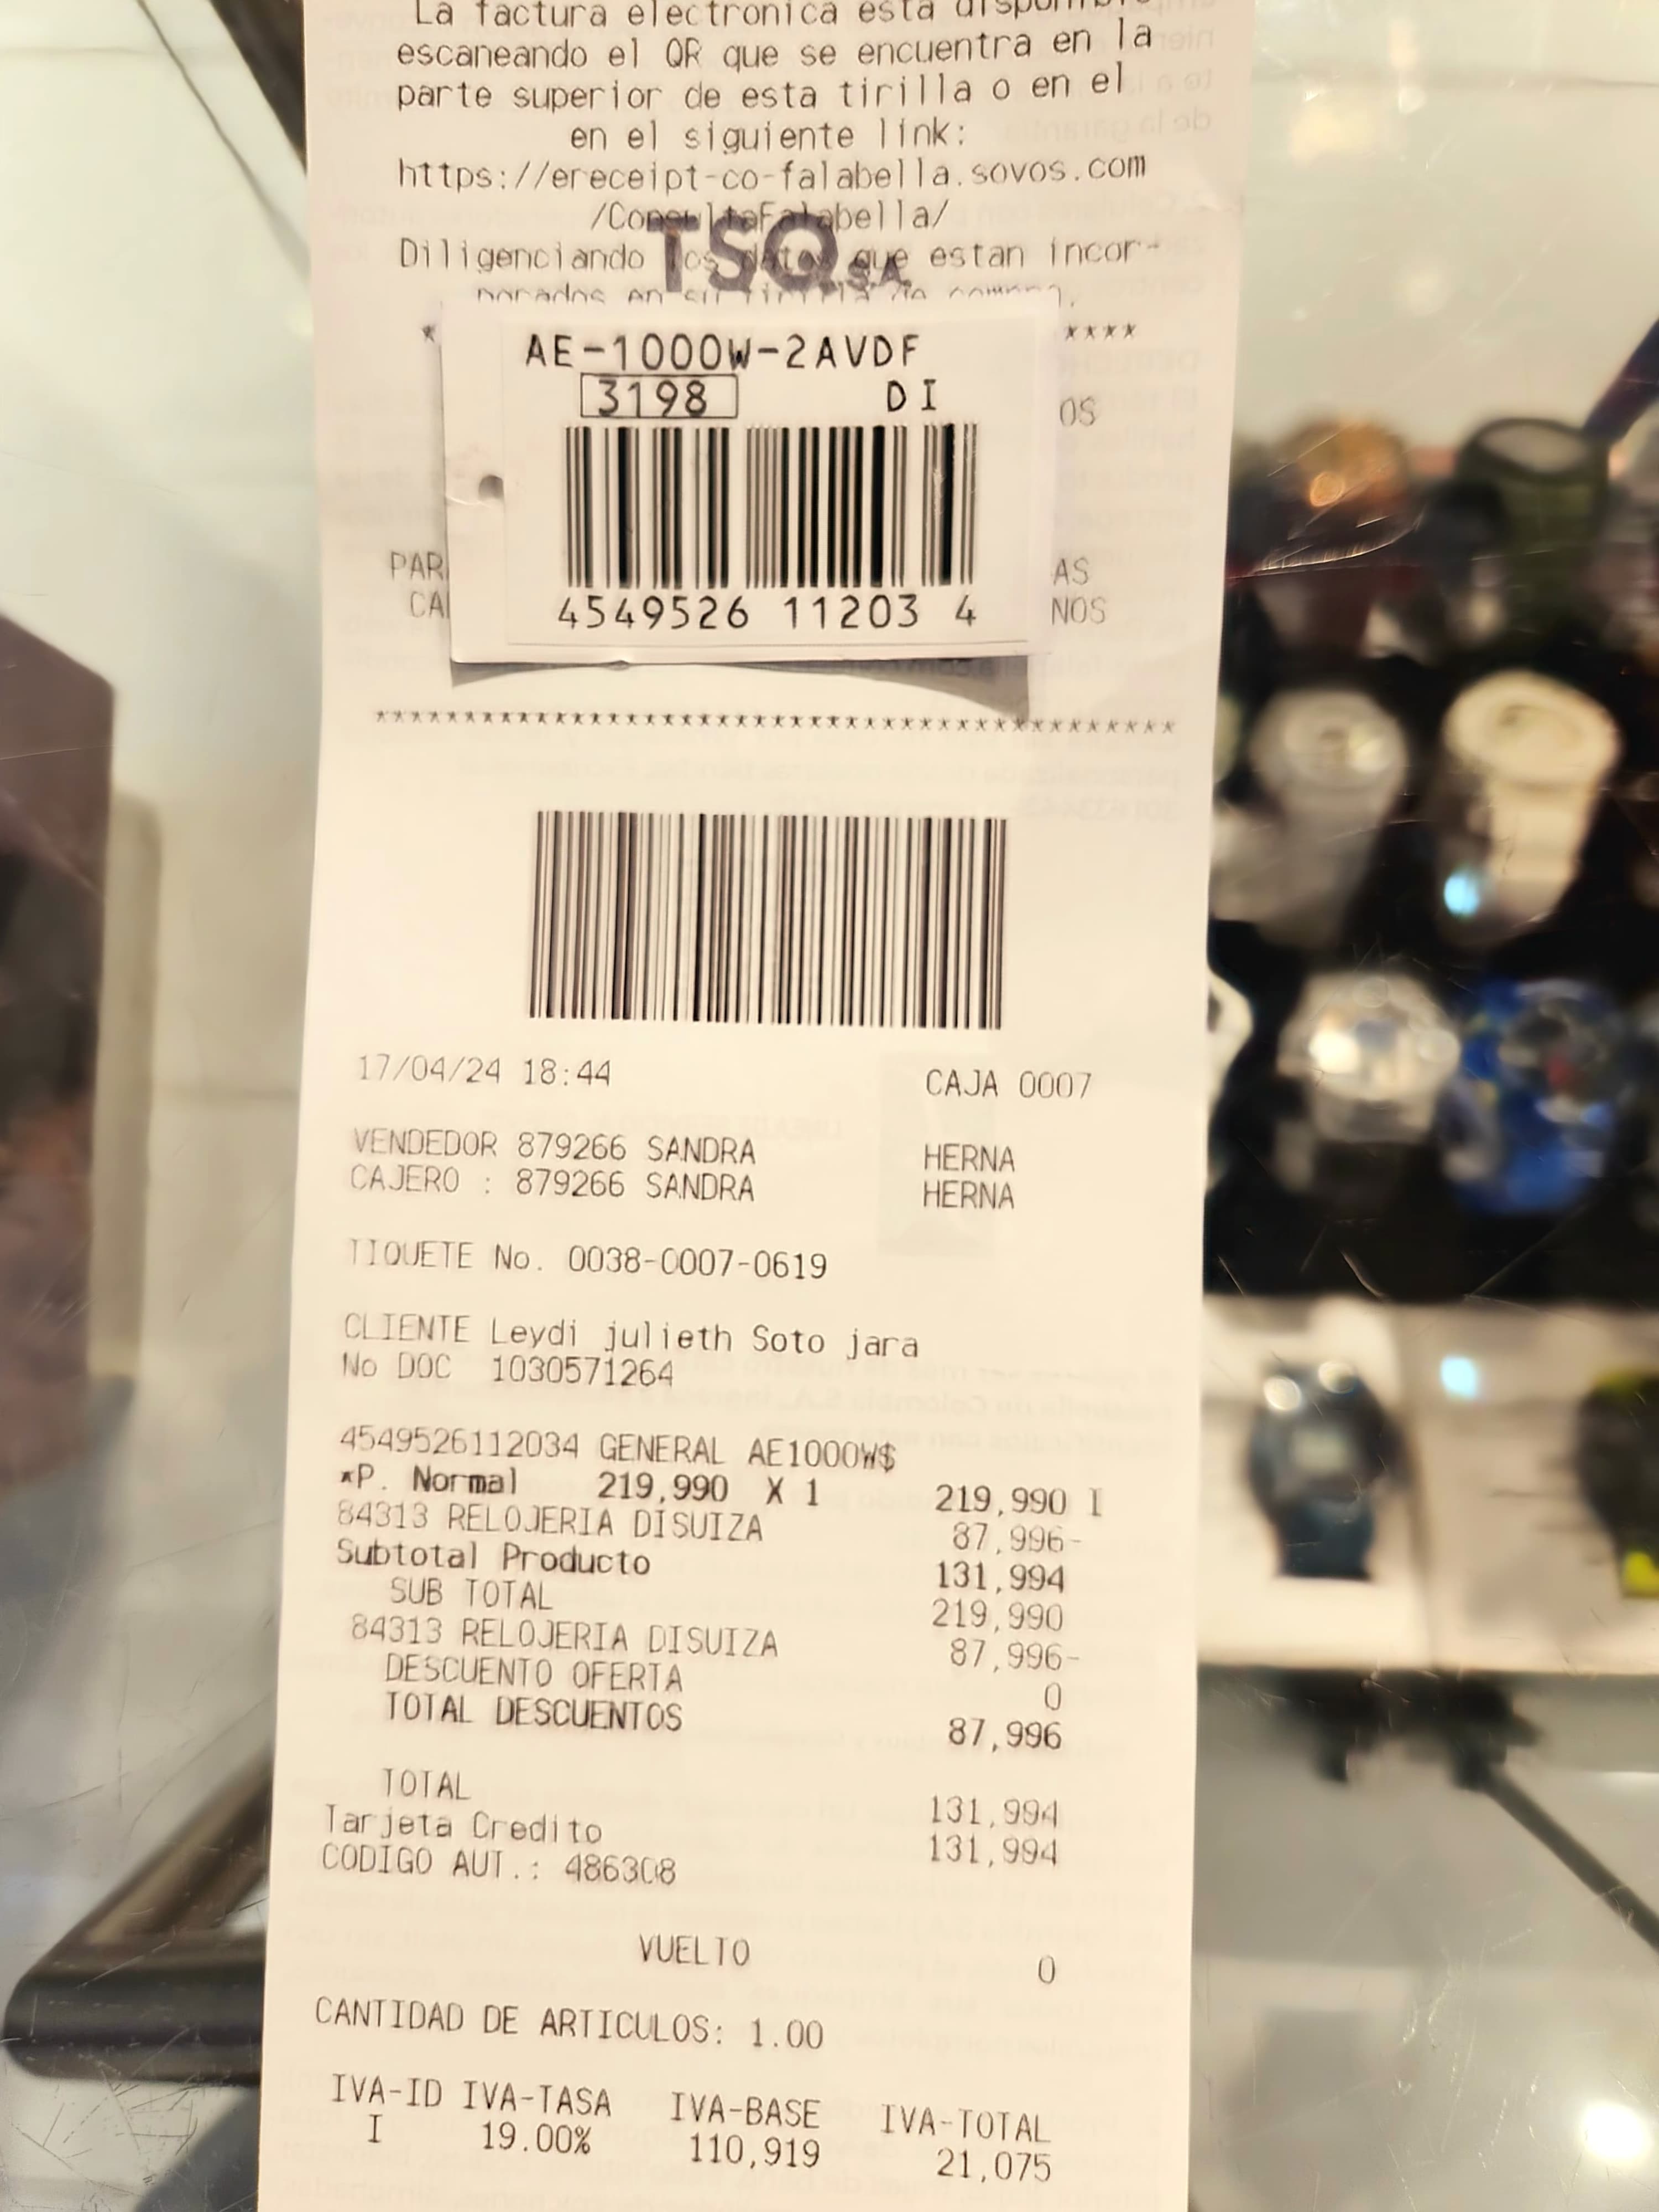 La factura electronica esta disponible
escaneando el QR que se encuentra en la
parte superior de esta tirilla o en el
en el siguiente link:
https://ereceipt-co-falabella.sovos.com
/ConsultaFalabella/
TSQ S.A.
Diligenciando los datos que estan incor-
porados en su tirilla de compra.
****
AE-1000W-2AVDF
3198 DI
OS
4549526 11203 4
PAR AS
CA NOS
*******************************************
17/04/24 18:44 CAJA 0007
VENDEDOR 879266 SANDRA HERNA
CAJERO : 879266 SANDRA HERNA
TIQUETE No. 0038-0007-0619
CLIENTE Leydi julieth Soto jara
No DOC 1030571264
4549526112034 GENERAL AE1000W$
*P. Normal 219,990 X 1 219,990 I
84313 RELOJERIA DISUIZA 87,996-
Subtotal Producto 131,994
SUB TOTAL 219,990
84313 RELOJERIA DISUIZA 87,996-
DESCUENTO OFERTA 0
TOTAL DESCUENTOS 87,996
TOTAL 131,994
Tarjeta Credito 131,994
CODIGO AUT.: 486308
VUELTO 0
CANTIDAD DE ARTICULOS: 1.00
IVA-ID IVA-TASA IVA-BASE IVA-TOTAL
I 19.00% 110,919 21,075